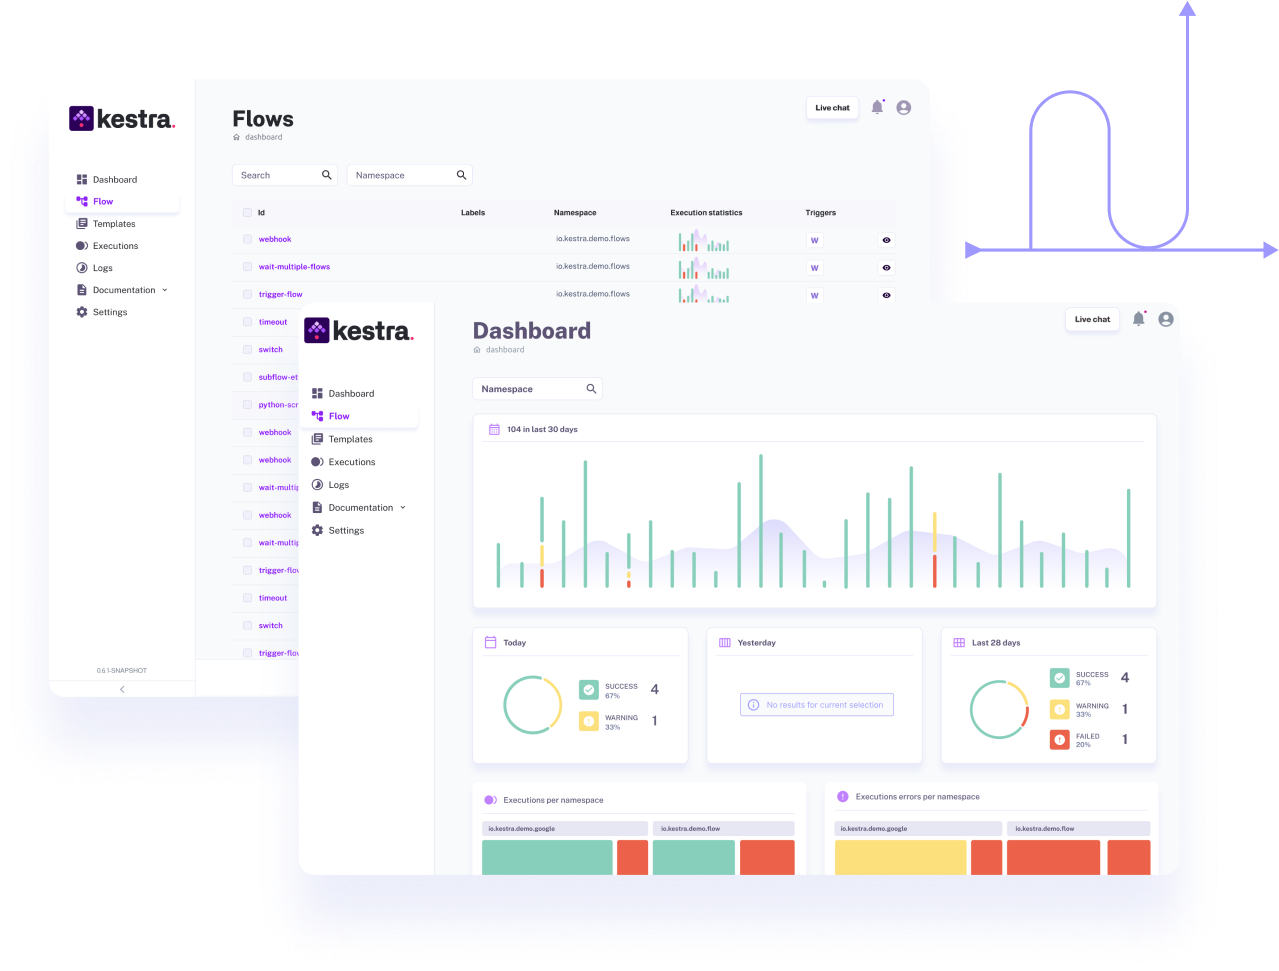 kestra.
Dashboard
Flow
Templates
Executions
Logs
Documentation
Settings
0.6.1-SNAPSHOT
Flows
dashboard
Live chat
Search
Namespace
Id
Labels
Namespace
Execution statistics
Triggers
webhook
io.kestra.demo.flows
W
wait-multiple-flows
io.kestra.demo.flows
W
trigger-flow
io.kestra.demo.flows
W
timeout
switch
subflow-et
python-scr
webhook
webhook
wait-multip
webhook
wait-multip
trigger-flow
timeout
switch
trigger-flow
kestra.
Dashboard
Flow
Templates
Executions
Logs
Documentation
Settings
Dashboard
dashboard
Live chat
Namespace
104 in last 30 days
Today
SUCCESS
67%
4
WARNING
33%
1
Yesterday
No results for current selection
Last 28 days
SUCCESS
67%
4
WARNING
33%
1
FAILED
20%
1
Executions per namespace
io.kestra.demo.google
io.kestra.demo.flow
Executions errors per namespace
io.kestra.demo.google
io.kestra.demo.flow